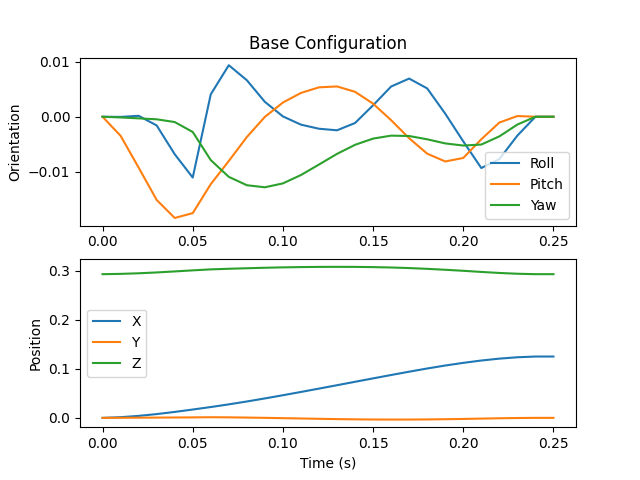 Base Configuration
0.01
0.00
−0.01
Orientation
Roll
Pitch
Yaw
0.00 0.05 0.10 0.15 0.20 0.25
0.3
0.2
0.1
0.0
Position
X
Y
Z
0.00 0.05 0.10 0.15 0.20 0.25
Time (s)